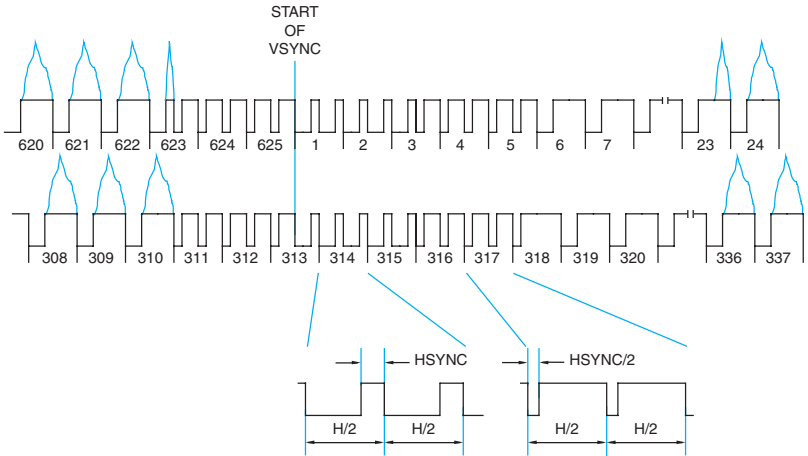 START
OF
VSYNC
620 621 622 623 624 625 1 2 3 4 5 6 7 23 24
308 309 310 311 312 313 314 315 316 317 318 319 320 336 337
HSYNC
HSYNC/2
H/2 H/2 H/2 H/2